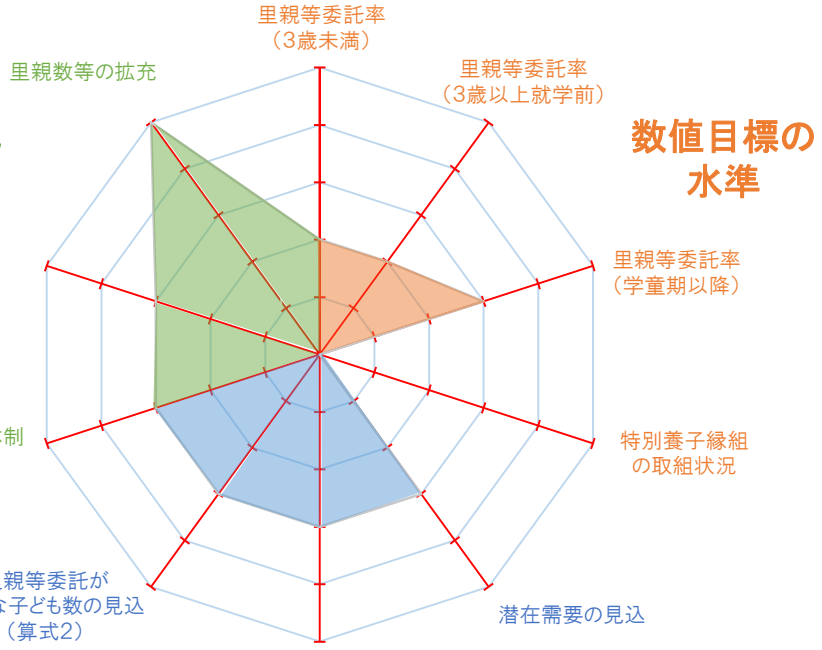 里親等委託率
（3歳未満）
里親数等の拡充
里親等委託率
（3歳以上就学前）
数値目標の
水準
里親等委託率
（学童期以降）
制
特別養子縁組
の取組状況
親等委託が
な子ども数の見込
（算式2）
潜在需要の見込